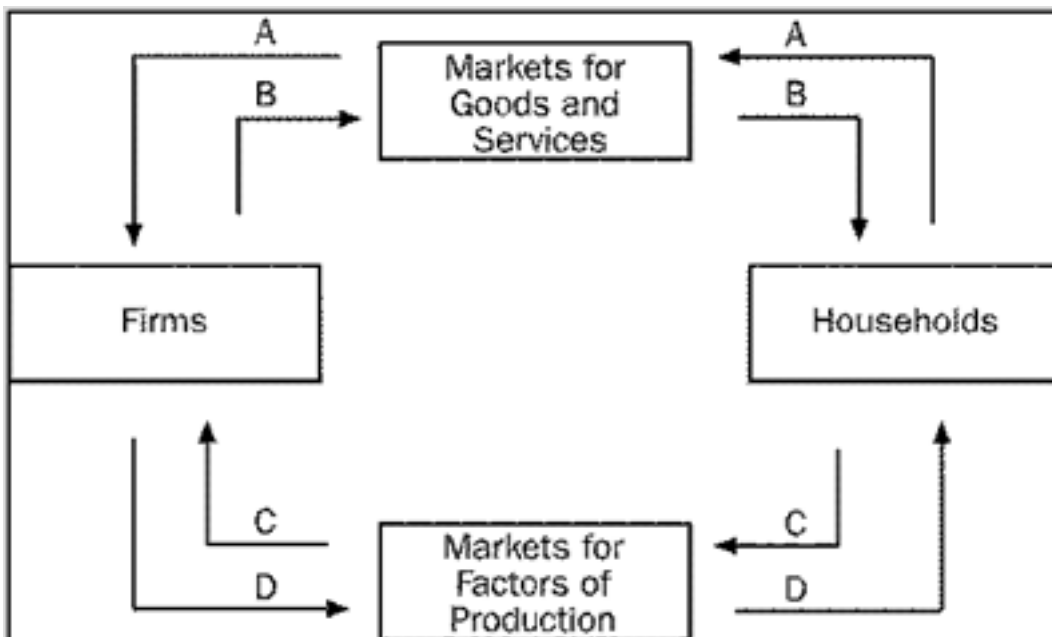 A
A
Markets for
Goods and
Services
B
B
Firms
Households
C
C
Markets for
Factors of
Production
D
D